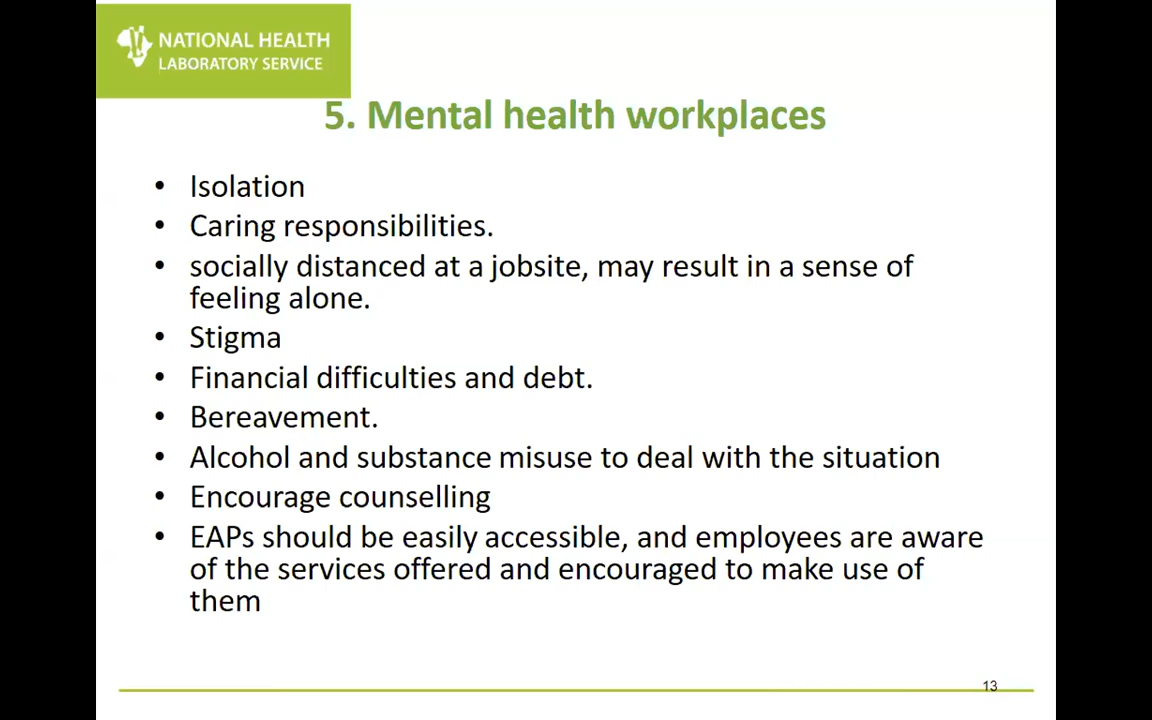 NATIONAL HEALTH
LABORATORY SERVICE
5. Mental health workplaces
• Isolation
• Caring responsibilities.
• socially distanced at a jobsite, may result in a sense of
feeling alone.
• Stigma
• Financial difficulties and debt.
• Bereavement.
• Alcohol and substance misuse to deal with the situation
• Encourage counselling
• EAPs should be easily accessible, and employees are aware
of the services offered and encouraged to make use of
them
13